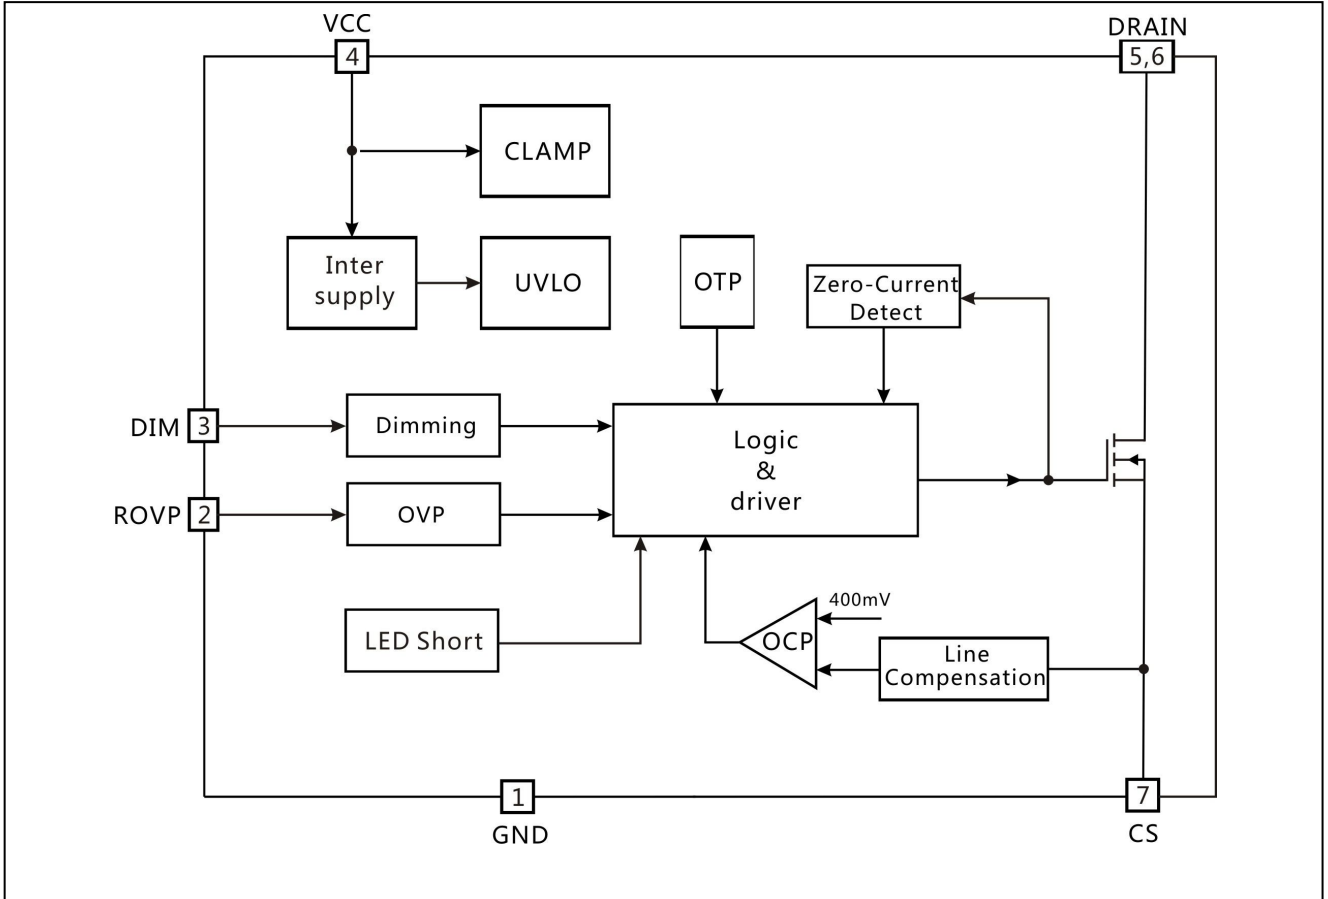 VCC
DRAIN
4
5,6
CLAMP
Inter
supply
UVLO
OTP
Zero-Current
Detect
DIM
3
Dimming
Logic
&
driver
ROVP
2
OVP
400mV
LED Short
OCP
Line
Compensation
1
7
GND
CS